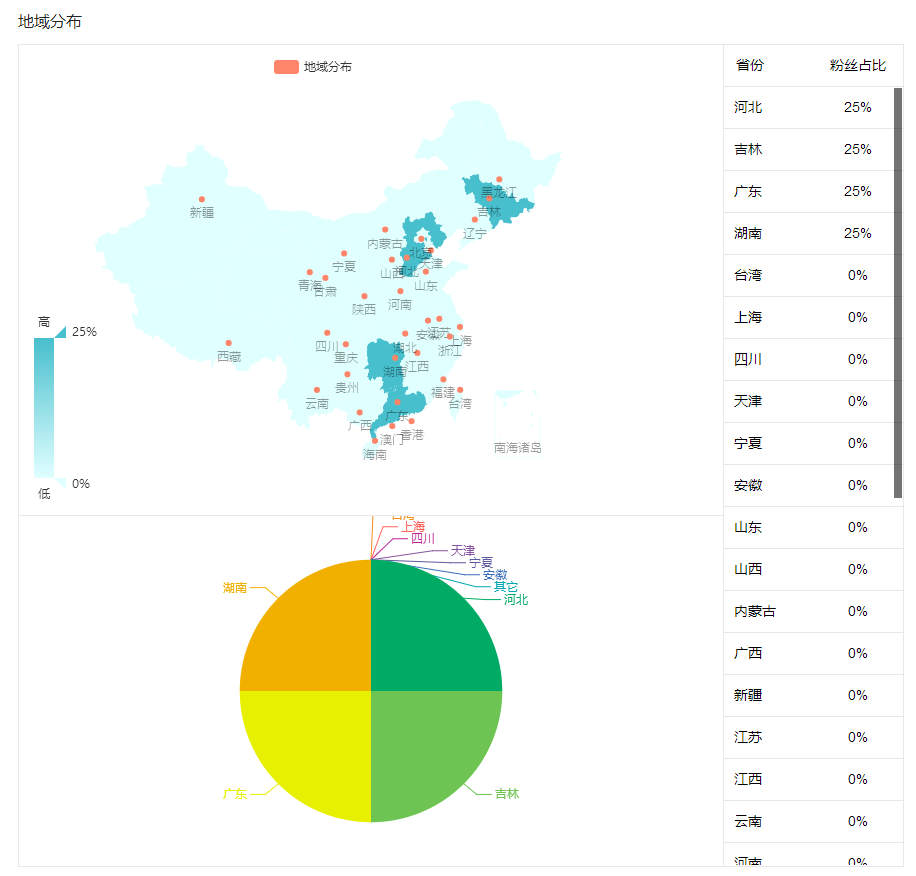 地域分布
地域分布
省份 粉丝占比
河北 25%
吉林 25%
广东 25%
湖南 25%
台湾 0%
上海 0%
四川 0%
天津 0%
宁夏 0%
安徽 0%
山东 0%
山西 0%
内蒙古 0%
广西 0%
新疆 0%
江苏 0%
江西 0%
云南 0%
河南 0%
黑龙江
吉林
新疆
辽宁
内蒙古
北京
天津
宁夏
山西
河北
青海
甘肃
山东
陕西
河南
高
25%
四川
重庆
湖北
安徽
江苏
上海
浙江
西藏
湖南
江西
贵州
云南
福建
台湾
广西
广东
香港
澳门
海南
南海诸岛
0%
低
台湾
上海
四川
天津
宁夏
安徽
其它
河北
湖南
广东
吉林